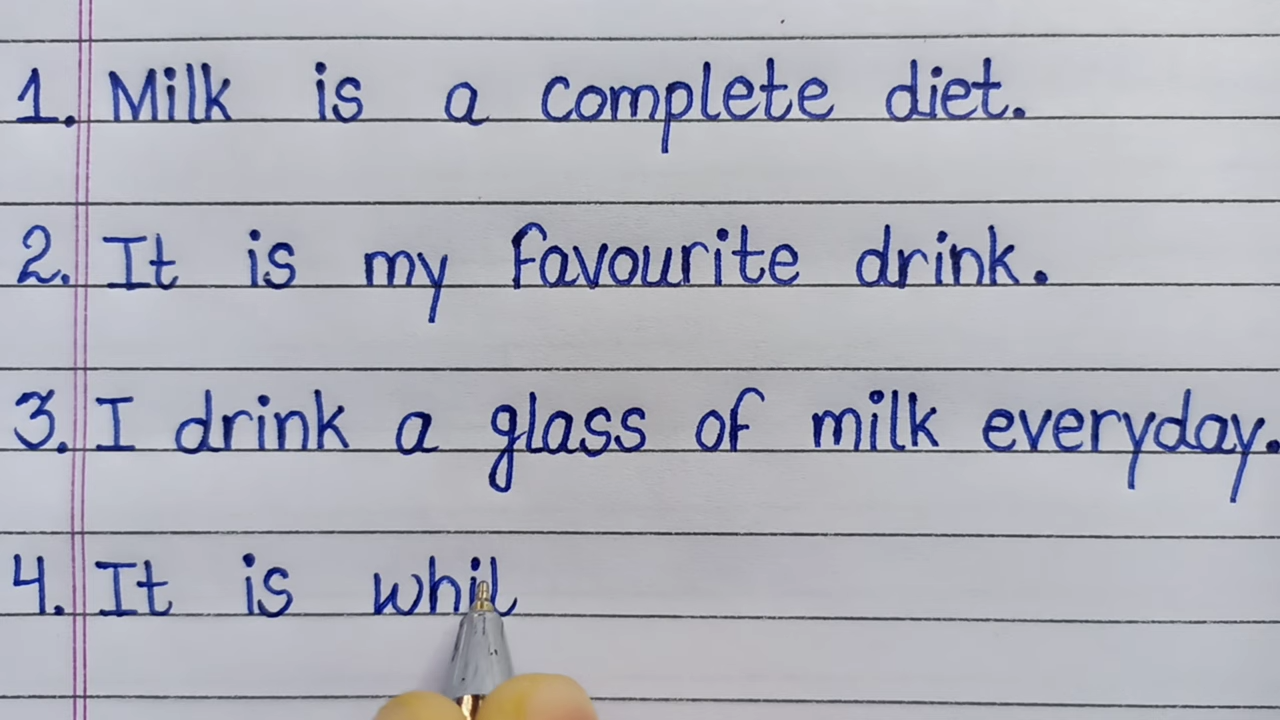 1. Milk is a complete diet.
2. It is my favourite drink.
3. I drink a glass of milk everyday.
4. It is whil